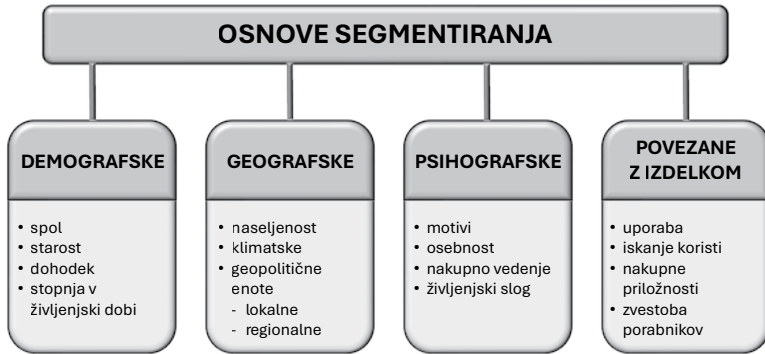 OSNOVE SEGMENTIRANJA
DEMOGRAFSKE
• spol
• starost
• dohodek
• stopnja v
življenjski dobi
GEOGRAFSKE
• naseljenost
• klimatske
• geopolitične
enote
- lokalne
- regionalne
PSIHOGRAFSKE
• motivi
• osebnost
• nakupno vedenje
• življenjski slog
POVEZANE
Z IZDELKOM
• uporaba
• iskanje koristi
• nakupne
priložnosti
• zvestoba
porabnikov